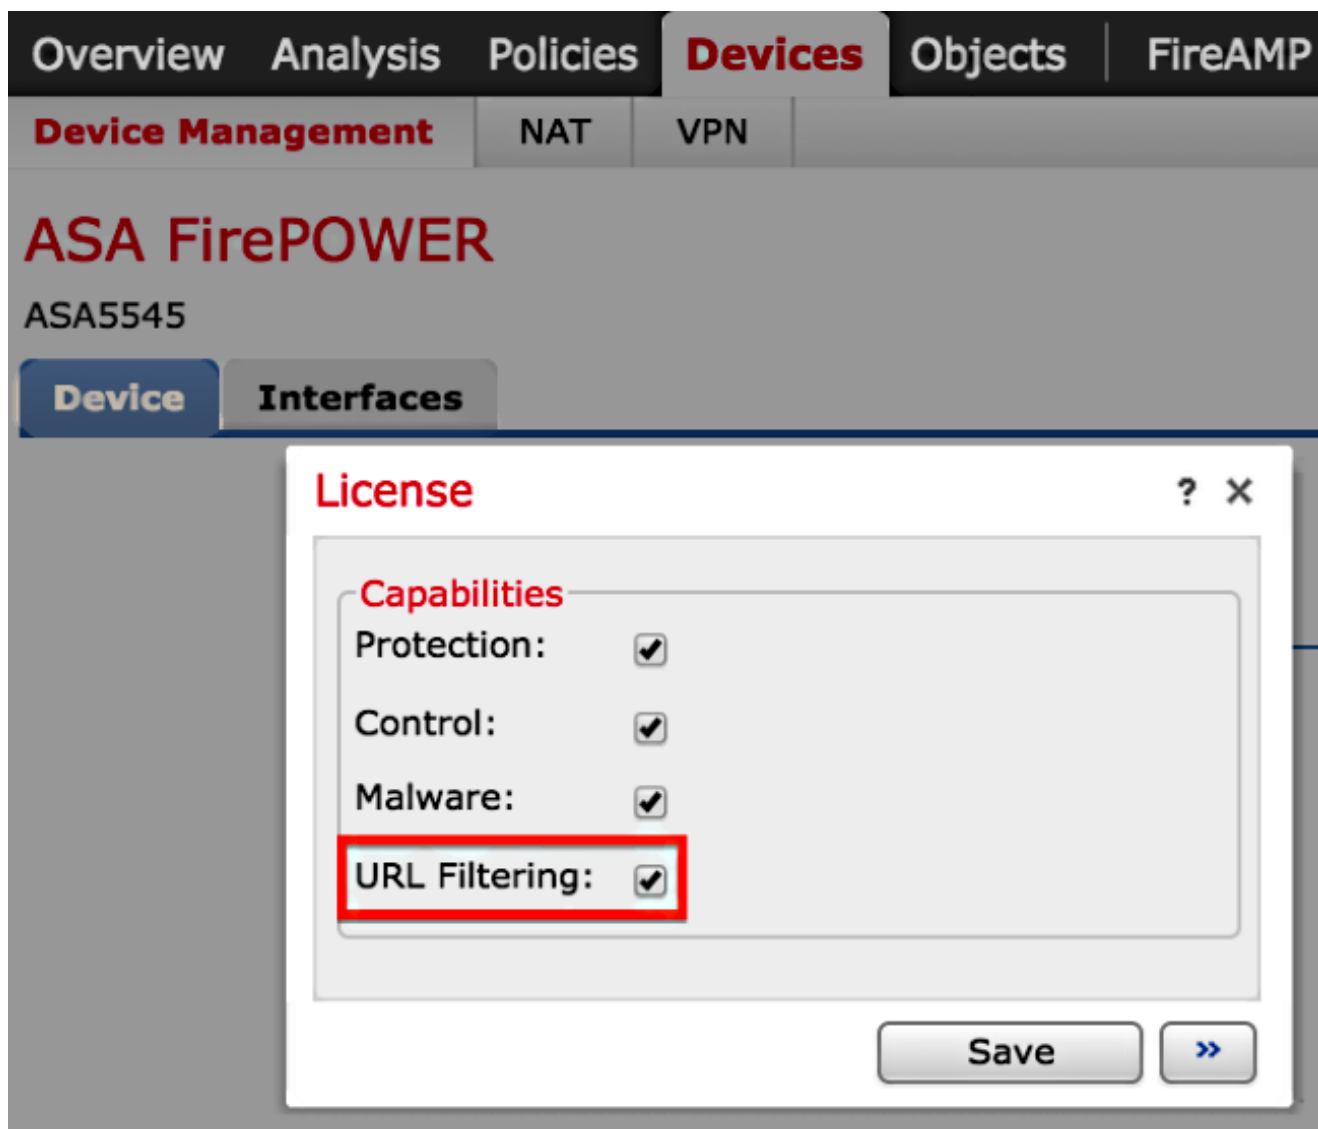 Overview Analysis Policies Devices Objects FireAMP
Device Management NAT VPN
ASA FirePOWER
ASA5545
Device Interfaces
License ? ×
Capabilities
Protection:
Control:
Malware:
URL Filtering:
Save »